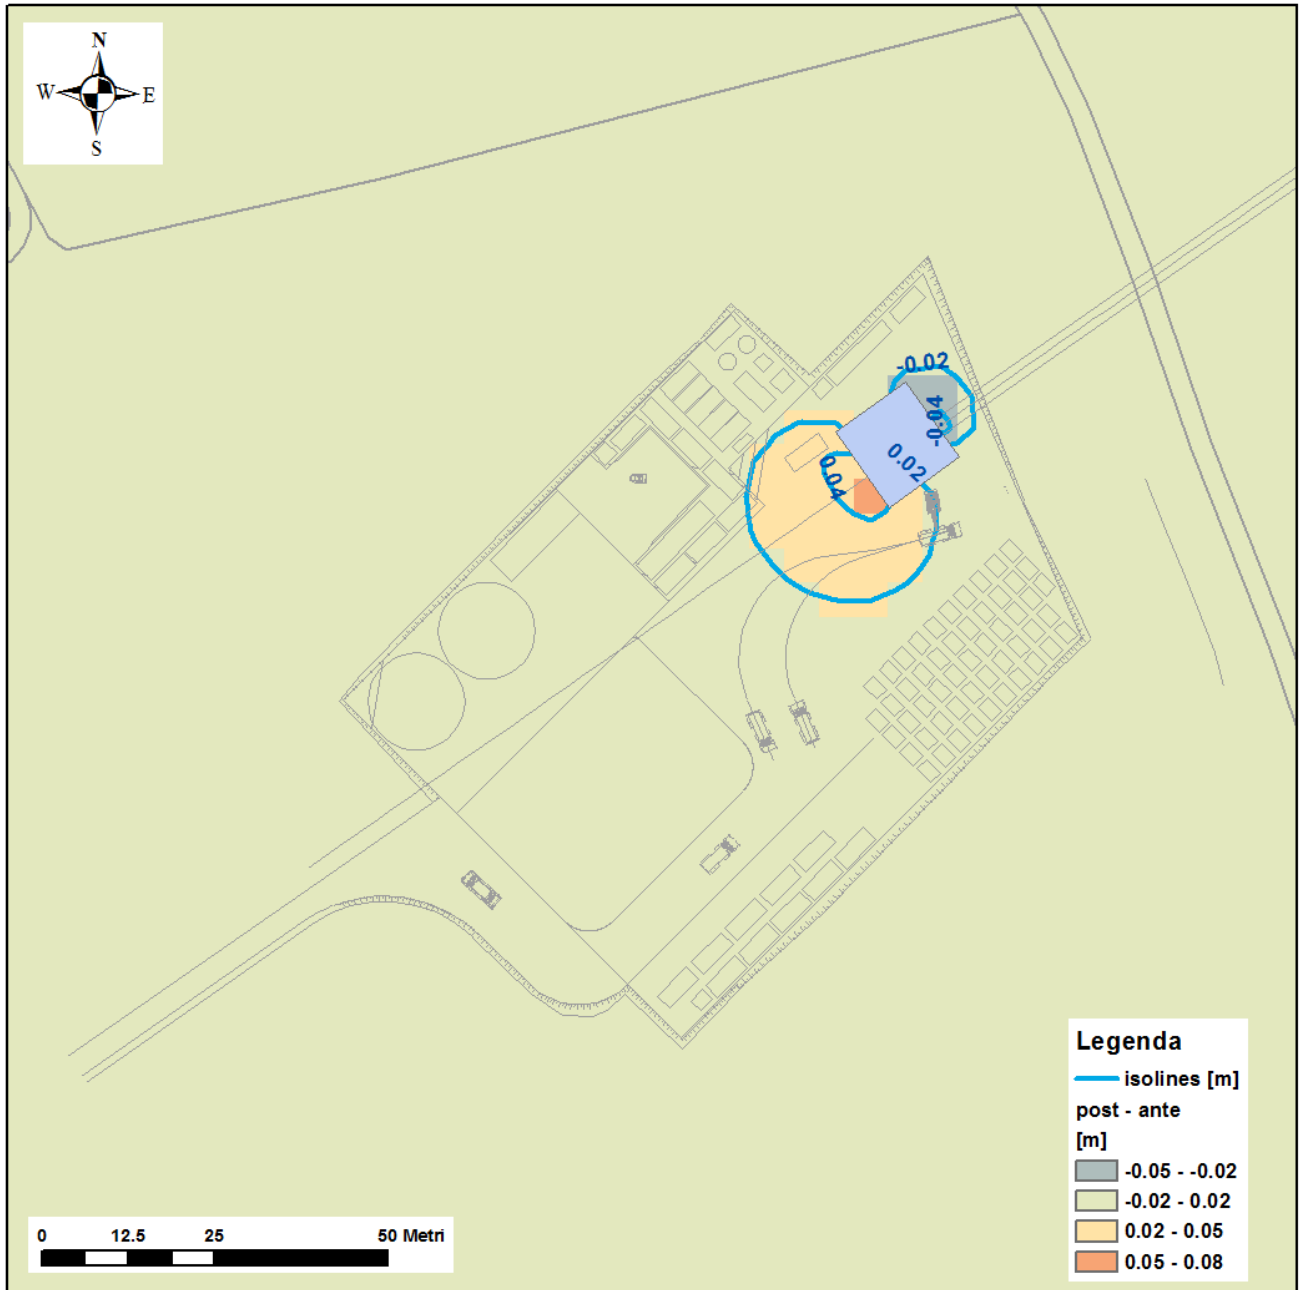 N
W E
S
-0.02
-0.04
0.02
0.04
Legenda
isolines [m]
post - ante
[m]
-0.05 - -0.02
-0.02 - 0.02
0.02 - 0.05
0.05 - 0.08
0 12.5 25 50 Metri